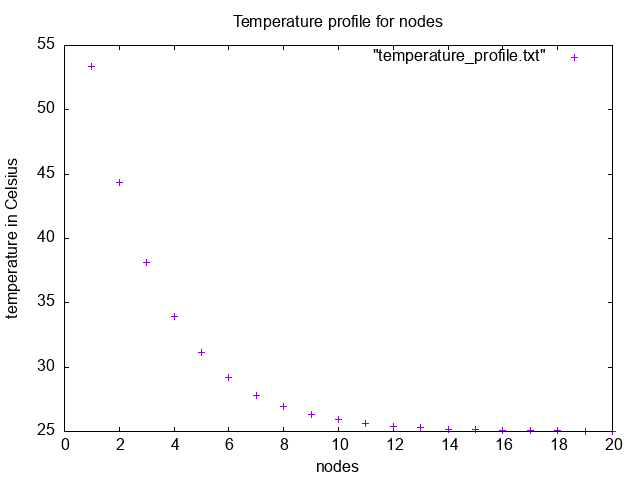 Temperature profile for nodes
"temperature_profile.txt"
55
50
45
40
35
30
25
temperature in Celsius
0 2 4 6 8 10 12 14 16 18 20
nodes